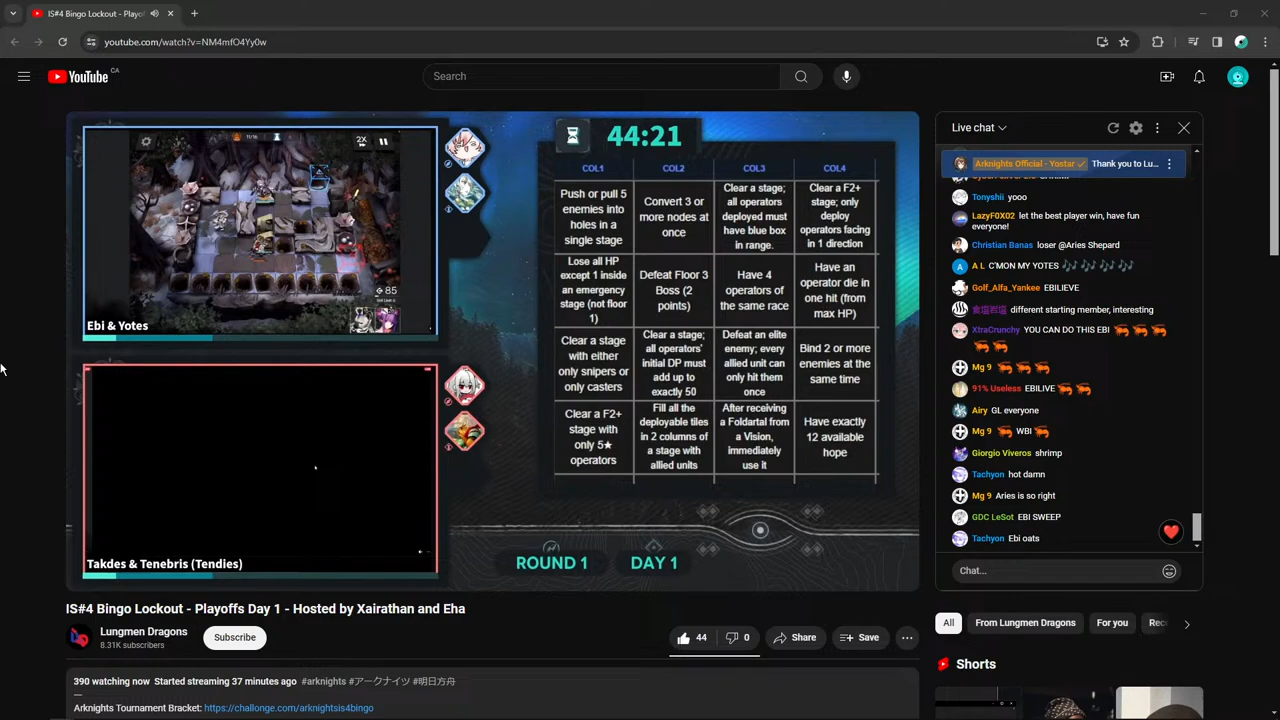 IS#4 Bingo Lockout - Playof
youtube.com/watch?v=NM4mfO4Yy0w
YouTube CA
Search
2X
85
Ebi & Yotes
Takdes & Tenebris (Tendies)
44:21
COL1 COL2 COL3 COL4
Push or pull 5
enemies into
holes in a
single stage
Convert 3 or
more nodes at
once
Clear a stage;
all operators
deployed must
have blue box
in range.
Clear a F2+
stage; only
deploy
operators facing
in 1 direction
Lose all HP
except 1 inside
an emergency
stage (not floor
1)
Defeat Floor 3
Boss (2
points)
Have 4
operators of
the same race
Have an
operator die in
one hit (from
max HP)
Clear a stage
with either
only snipers or
only casters
Clear a stage;
all operators'
initial DP must
add up to
exactly 50
Defeat an elite
enemy; every
allied unit can
only hit them
once
Bind 2 or more
enemies at the
same time
Clear a F2+
stage with
only 5★
operators
Fill all the
deployable tiles
in 2 columns of
a stage with
allied units
After receiving
a Foldartal from
a Vision,
immediately
use it
Have exactly
12 available
hope
ROUND 1 DAY 1
Live chat
Arknights Official - Yostar Thank you to Lu...
Tonyshii yooo
LazyF0X02 let the best player win, have fun
everyone!
Christian Banas loser @Aries Shepard
A L C'MON MY YOTES
Golf_Alfa_Yankee EBILIEVE
different starting member, interesting
XtraCrunchy YOU CAN DO THIS EBI
Mg 9
91% Useless EBILIVE
Airy GL everyone
Mg 9 WBI
Giorgio Viveros shrimp
Tachyon hot damn
Mg 9 Aries is so right
GDC LeSot EBI SWEEP
Tachyon Ebi oats
Chat...
IS#4 Bingo Lockout - Playoffs Day 1 - Hosted by Xairathan and Eha
Lungmen Dragons
8.31K subscribers
Subscribe
44 0 Share Save
390 watching now Started streaming 37 minutes ago #arknights #アークナイツ #明日方舟
—
Arknights Tournament Bracket: https://challonge.com/arknightsis4bingo
All From Lungmen Dragons For you Rec
Shorts